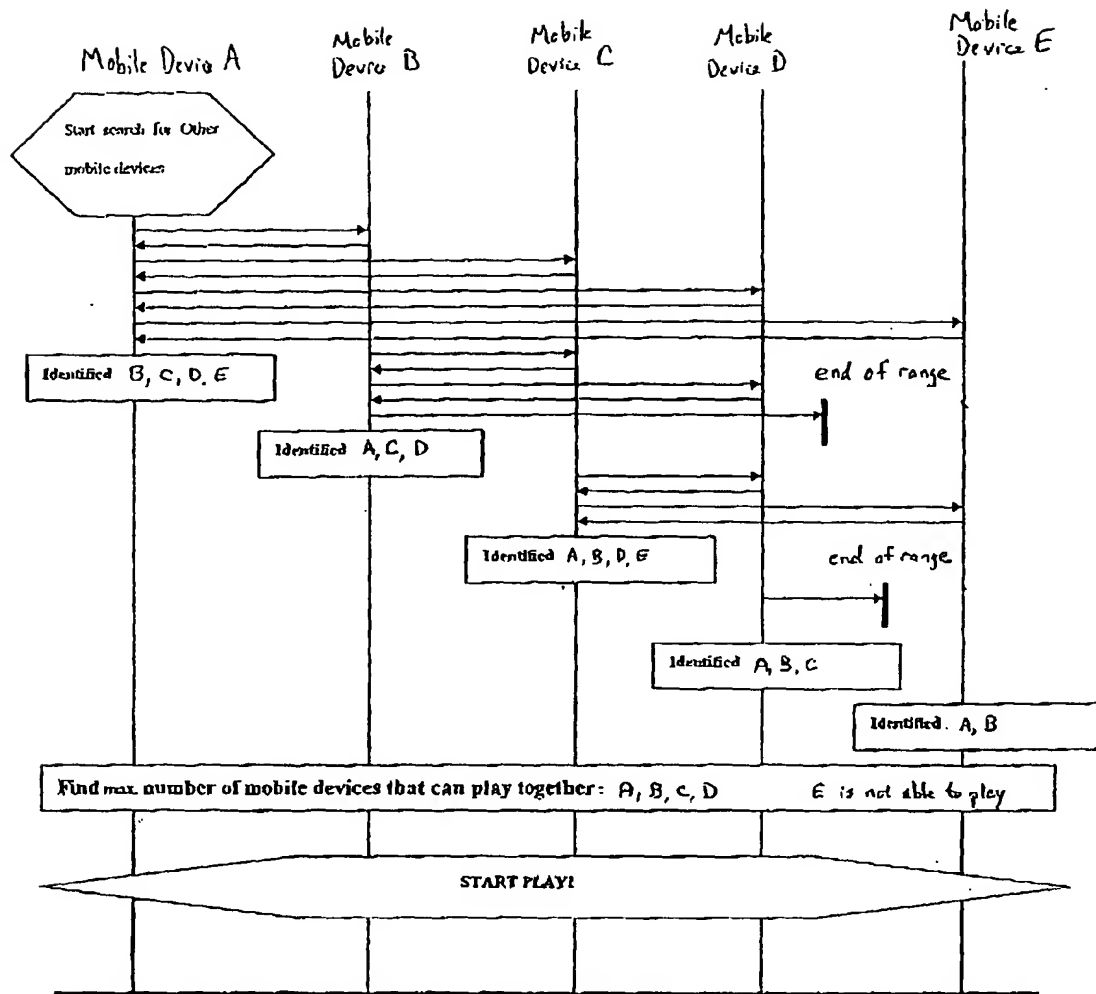 Mobile Device A
Mobile
Device B
Mobile
Device C
Mobile
Device D
Mobile
Device E
Start search for Other
mobile devices
Identified B, C, D, E
end of range
Identified A, C, D
Identified A, B, D, E
end of range
Identified A, B, C
Identified. A, B
Find max. number of mobile devices that can play together: A, B, C, D E is not able to play
START PLAY!